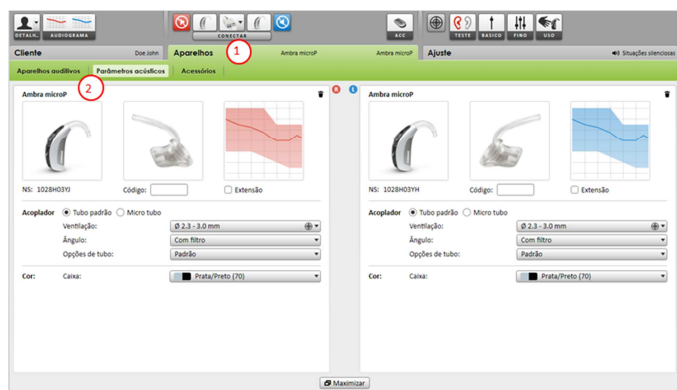 DETALH. AUDIOGRAMA CONECTAR ACC TESTE BASICO FINO USO
Cliente Doe John Aparelhos 1 Ambra microP Ambra microP Ajuste Situações silenciosas
Aparelhos auditivos Parâmetros acústicos Acessórios
2
Ambra microP Ambra microP
NS: 1028H03YJ Código: Extensão NS: 1028H03YH Código: Extensão
Acoplador Tubo padrão Micro tubo Acoplador Tubo padrão Micro tubo
Ventilação: Ø 2.3 - 3.0 mm Ventilação: Ø 2.3 - 3.0 mm
Ângulo: Com filtro Ângulo: Com filtro
Opções de tubo: Padrão Opções de tubo: Padrão
Cor: Caixa: Prata/Preto (70) Cor: Caixa: Prata/Preto (70)
Maximizar